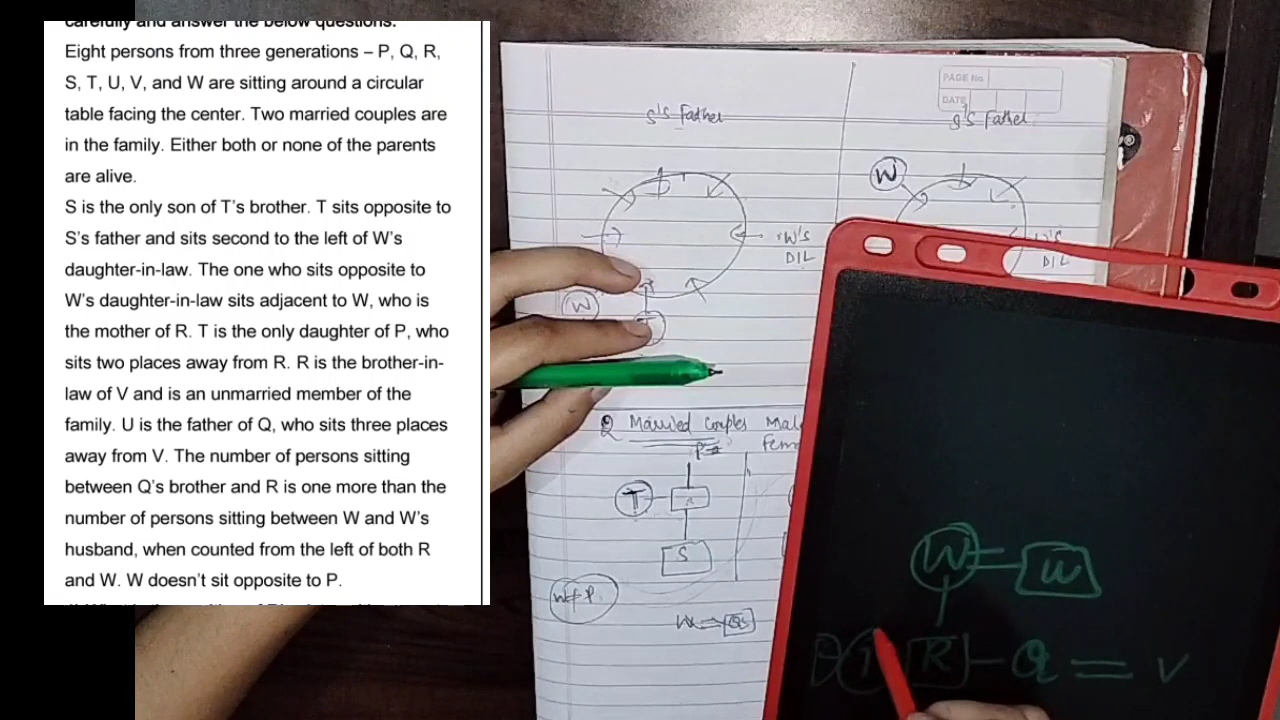 carefully and answer the below questions.
Eight persons from three generations – P, Q, R,
S, T, U, V, and W are sitting around a circular
table facing the center. Two married couples are
in the family. Either both or none of the parents
are alive.
S is the only son of T's brother. T sits opposite to
S's father and sits second to the left of W's
daughter-in-law. The one who sits opposite to
W's daughter-in-law sits adjacent to W, who is
the mother of R. T is the only daughter of P, who
sits two places away from R. R is the brother-in-
law of V and is an unmarried member of the
family. U is the father of Q, who sits three places
away from V. The number of persons sitting
between Q's brother and R is one more than the
number of persons sitting between W and W's
husband, when counted from the left of both R
and W. W doesn't sit opposite to P.
PAGE No.
DATE
S's Father
S's Father
W
W's
DIL
W's
DIL
W
T
Married Couples
P
T
S
W ≠ P
W = Q
W = U
R — Q = V